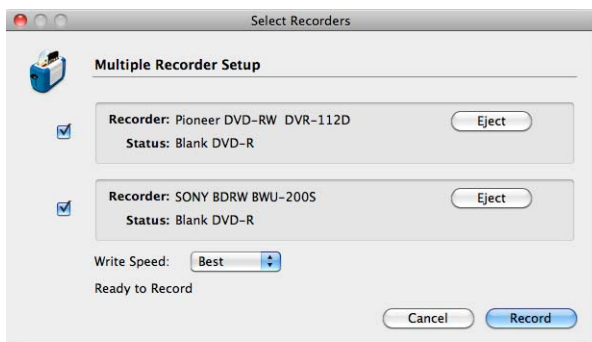 Select Recorders
Multiple Recorder Setup
Recorder: Pioneer DVD-RW DVR-112D
Eject
Status: Blank DVD-R
Recorder: SONY BDRW BWU-200S
Eject
Status: Blank DVD-R
Write Speed: Best
Ready to Record
Cancel
Record